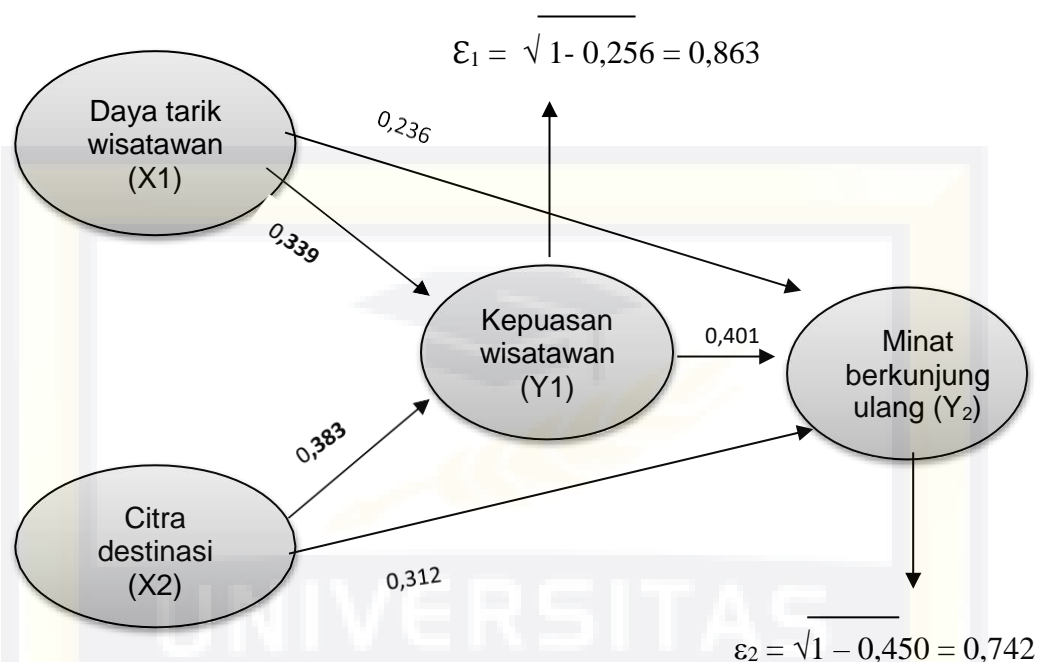 Ɛ₁ = √ 1- 0,256 = 0,863
Daya tarik
wisatawan
(X1)
0,236
0,339
Kepuasan
wisatawan
(Y1)
0,401
Minat
berkunjung
ulang (Y₂)
0,383
Citra
destinasi
(X2)
0,312
UNIVERSITAS
ε₂ = √1 – 0,450 = 0,742